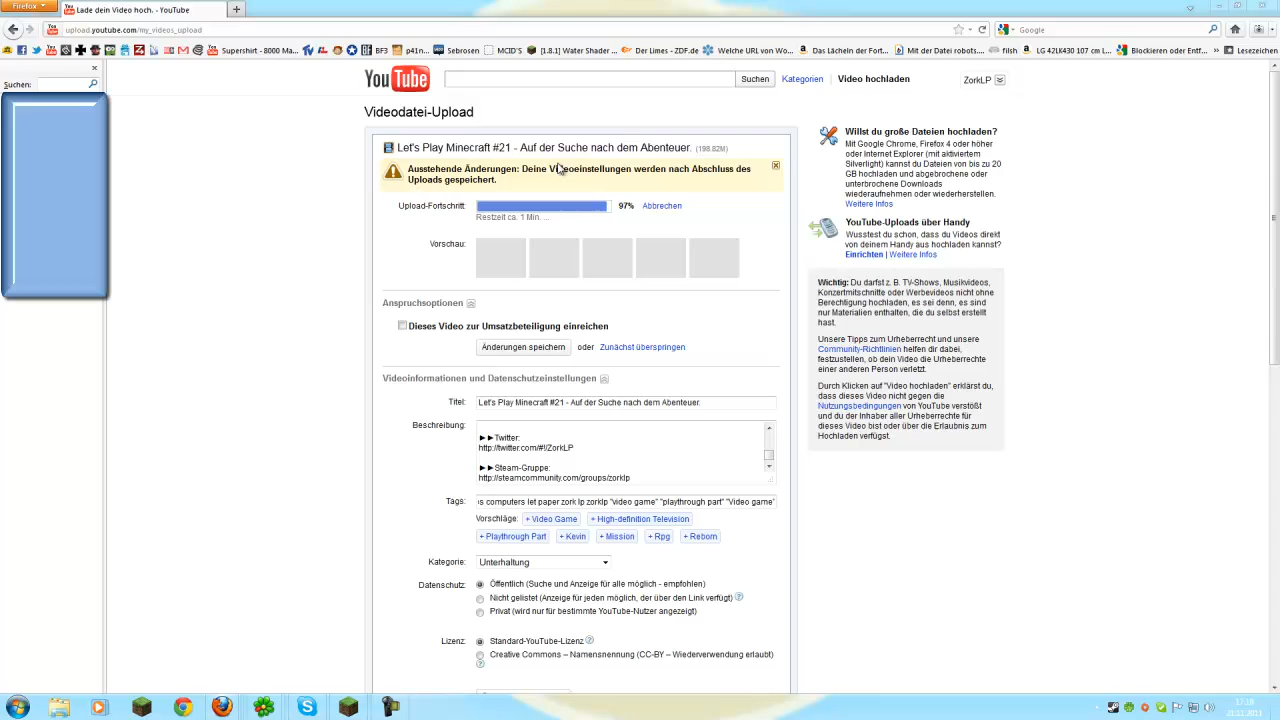 Firefox
Lade dein Video hoch. - YouTube
upload.youtube.com/my_videos_upload
Google
Supershirt - 8000 Ma...
BF3
p41n...
Sebrosen
MCID'S
[1.8.1] Water Shader ...
Der Limes - ZDF.de
Welche URL von Wo...
Das Lächeln der Fort...
Mit der Datei robots...
filsh
LG 42LK430 107 cm L...
Blockieren oder Entf...
Lesezeichen
Suchen:
YouTube
Suchen
Kategorien
Video hochladen
ZorkLP
Videodatei-Upload
Let's Play Minecraft #21 - Auf der Suche nach dem Abenteuer. (198.82M)
Ausstehende Änderungen: Deine Videoeinstellungen werden nach Abschluss des
Uploads gespeichert.
Upload-Fortschritt: 97% Abbrechen
Restzeit ca. 1 Min. ...
Vorschau:
Anspruchsoptionen
Dieses Video zur Umsatzbeteiligung einreichen
Änderungen speichern oder Zunächst überspringen
Videoinformationen und Datenschutzeinstellungen
Titel: Let's Play Minecraft #21 - Auf der Suche nach dem Abenteuer.
Beschreibung:
►►Twitter:
http://twitter.com/#!/ZorkLP
►►Steam-Gruppe:
http://steamcommunity.com/groups/zorklp
Tags: os computers let paper zork lp zorklp "video game" "playthrough part" "Video game"
Vorschläge: + Video Game + High-definition Television
+ Playthrough Part + Kevin + Mission + Rpg + Reborn
Kategorie: Unterhaltung
Datenschutz: Öffentlich (Suche und Anzeige für alle möglich - empfohlen)
Nicht gelistet (Anzeige für jeden möglich, der über den Link verfügt)
Privat (wird nur für bestimmte YouTube-Nutzer angezeigt)
Lizenz: Standard-YouTube-Lizenz
Creative Commons – Namensnennung (CC-BY – Wiederverwendung erlaubt)
Willst du große Dateien hochladen?
Mit Google Chrome, Firefox 4 oder höher
oder Internet Explorer (mit aktiviertem
Silverlight) kannst du Dateien von bis zu 20
GB hochladen und abgebrochene oder
unterbrochene Downloads
wiederaufnehmen oder wiederherstellen.
Weitere Infos
YouTube-Uploads über Handy
Wusstest du schon, dass du Videos direkt
von deinem Handy aus hochladen kannst?
Einrichten | Weitere Infos
Wichtig: Du darfst z. B. TV-Shows, Musikvideos,
Konzertmitschnitte oder Werbevideos nicht ohne
Berechtigung hochladen, es sei denn, es es sind
nur Materialien enthalten, die du selbst erstellt
hast.
Unsere Tipps zum Urheberrecht und unsere
Community-Richtlinien helfen dir dabei,
festzustellen, ob dein Video die Urheberrechte
einer anderen Person verletzt.
Durch Klicken auf "Video hochladen" erklärst du,
dass dieses Video nicht gegen die
Nutzungsbedingungen von YouTube verstößt
und du der Inhaber aller Urheberrechte für
dieses Video bist oder über die Erlaubnis zum
Hochladen verfügst.
17:18
21.11.2011